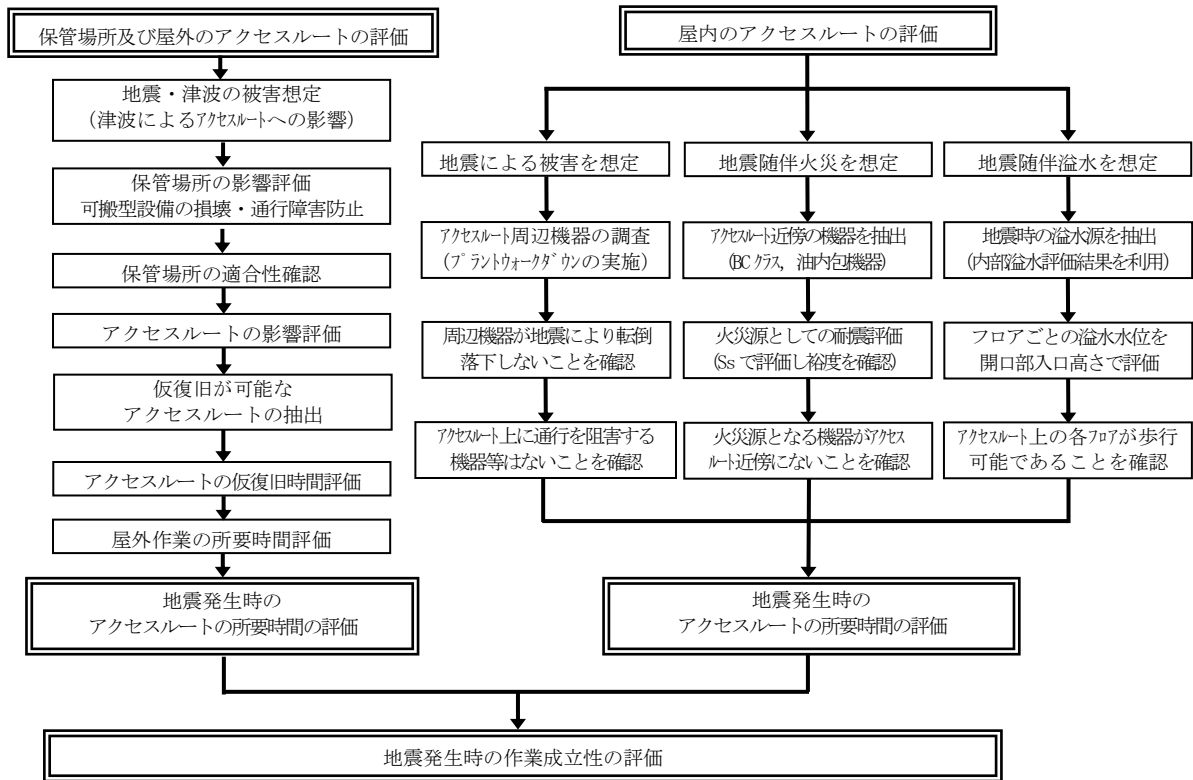 保管場所及び屋外のアクセスルートの評価
地震・津波の被害想定
（津波によるｱｸｾｽﾙｰﾄへの影響）
保管場所の影響評価
可搬型設備の損壊・通行障害防止
保管場所の適合性確認
アクセスルートの影響評価
仮復旧が可能な
アクセスルートの抽出
アクセスルートの仮復旧時間評価
屋外作業の所要時間評価
地震発生時の
アクセスルートの所要時間の評価
屋内のアクセスルートの評価
地震による被害を想定
ｱｸｾｽﾙｰﾄ周辺機器の調査
（ﾌﾟﾗﾝﾄｳｫｰｸﾀﾞｳﾝの実施）
周辺機器が地震により転倒
落下しないことを確認
ｱｸｾｽﾙｰﾄ上に通行を阻害する
機器等はないことを確認
地震随伴火災を想定
ｱｸｾｽﾙｰﾄ近傍の機器を抽出
（BCクラス，油内包機器）
火災源としての耐震評価
（Ssで評価し裕度を確認）
火災源となる機器がｱｸｾｽ
ﾙｰﾄ近傍にないことを確認
地震随伴溢水を想定
地震時の溢水源を抽出
（内部溢水評価結果を利用）
フロアごとの溢水水位を
開口部入口高さで評価
ｱｸｾｽﾙｰﾄ上の各ﾌﾛｱが歩行
可能であることを確認
地震発生時の
アクセスルートの所要時間の評価
地震発生時の作業成立性の評価